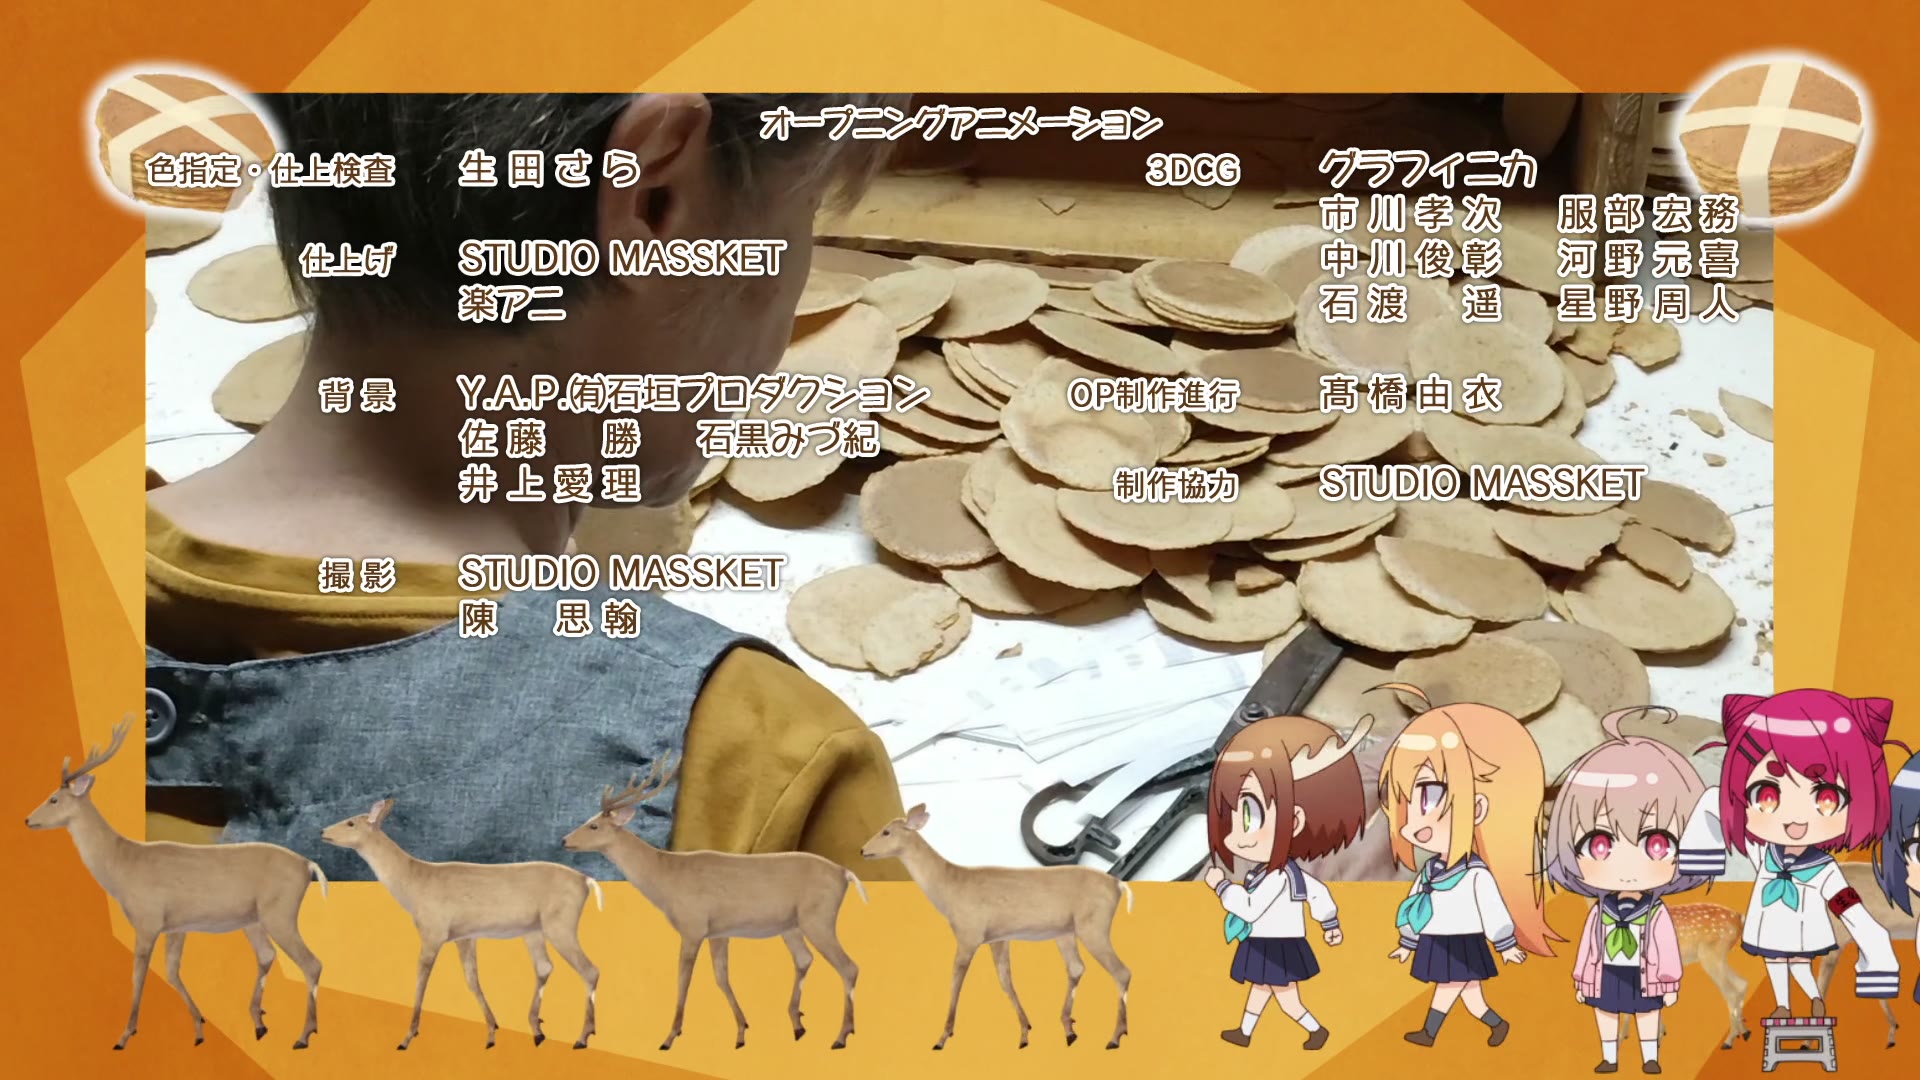 オープニングアニメーション
色指定・仕上検査 生田さら
仕上げ STUDIO MASSKET
楽アニ
背景 Y.A.P.㈲石垣プロダクション
佐藤 勝 石黒みづ紀
井上愛理
撮影 STUDIO MASSKET
陳 思翰
3DCG グラフィニカ
市川孝次 服部宏務
中川俊彰 河野元喜
石渡 遥 星野周人
OP制作進行 髙橋由衣
制作協力 STUDIO MASSKET